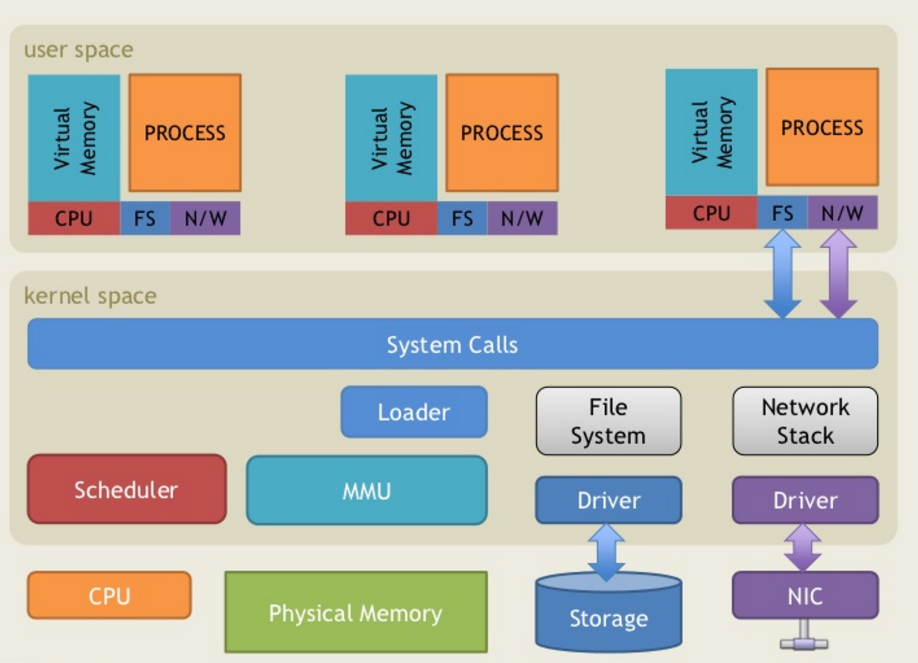 user space
Virtual
Memory
PROCESS
CPU
FS
N/W
Virtual
Memory
PROCESS
CPU
FS
N/W
Virtual
Memory
PROCESS
CPU
FS
N/W
kernel space
System Calls
Loader
File
System
Network
Stack
Scheduler
MMU
Driver
Driver
CPU
Physical Memory
Storage
NIC